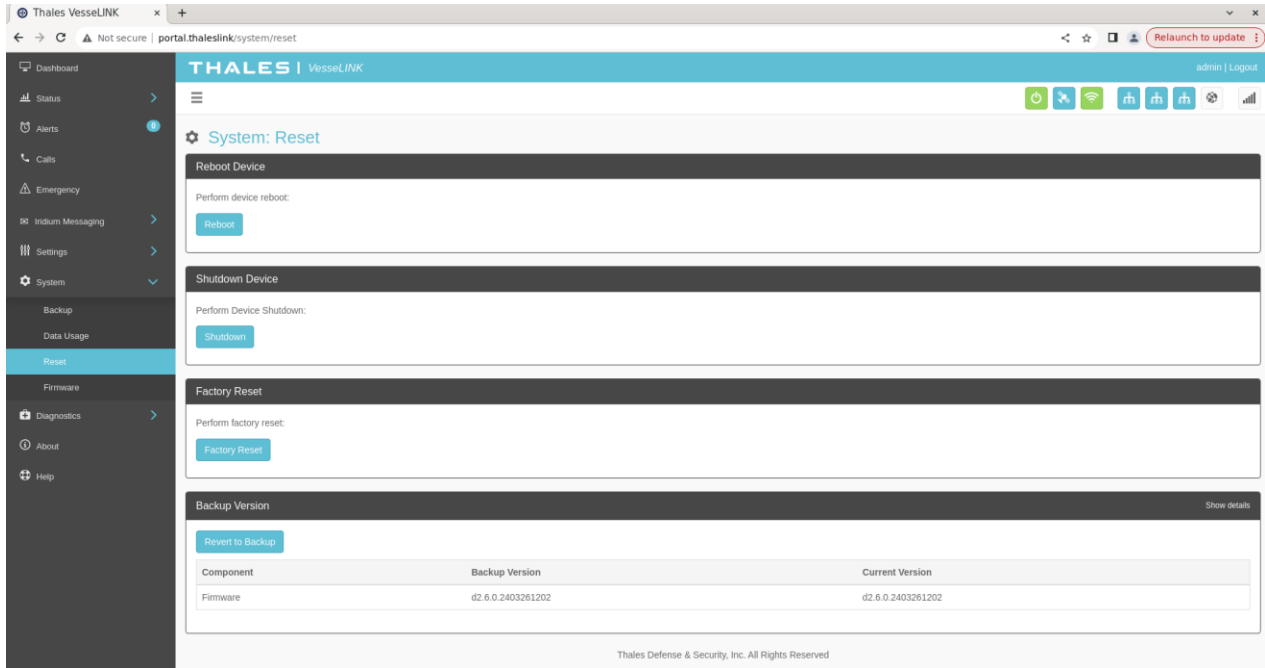 Thales VesseLINK
Not secure | portal.thaleslink/system/reset
Relaunch to update
Dashboard
Status
Alerts 0
Calls
Emergency
Iridium Messaging
Settings
System
Backup
Data Usage
Reset
Firmware
Diagnostics
About
Help
THALES | VesseLINK
admin | Logout
System: Reset
Reboot Device
Perform device reboot:
Reboot
Shutdown Device
Perform Device Shutdown:
Shutdown
Factory Reset
Perform factory reset:
Factory Reset
Backup Version Show details
Revert to Backup
Component Backup Version Current Version
Firmware d2.6.0.2403261202 d2.6.0.2403261202
Thales Defense & Security, Inc. All Rights Reserved